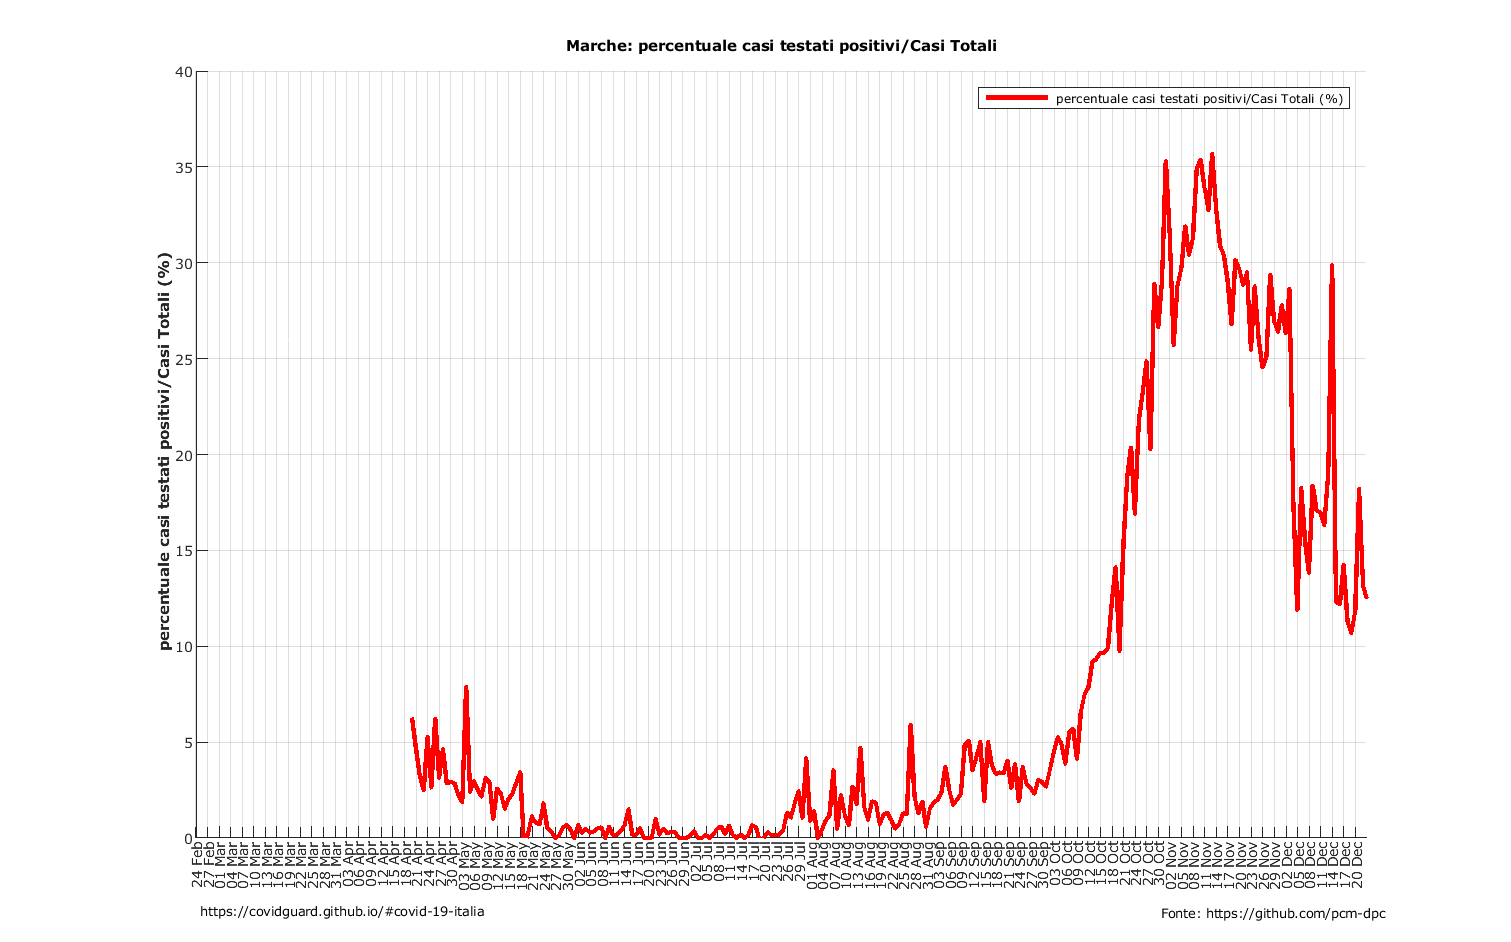 Marche: percentuale casi testati positivi/Casi Totali
percentuale casi testati positivi/Casi Totali (%)
percentuale casi testati positivi/Casi Totali (%)
40
35
30
25
20
15
10
5
0
24 Feb
27 Feb
01 Mar
04 Mar
07 Mar
10 Mar
13 Mar
16 Mar
19 Mar
22 Mar
25 Mar
28 Mar
31 Mar
03 Apr
06 Apr
09 Apr
12 Apr
15 Apr
18 Apr
21 Apr
24 Apr
27 Apr
30 Apr
03 May
06 May
09 May
12 May
15 May
18 May
21 May
24 May
27 May
30 May
02 Jun
05 Jun
08 Jun
11 Jun
14 Jun
17 Jun
20 Jun
23 Jun
26 Jun
29 Jun
02 Jul
05 Jul
08 Jul
11 Jul
14 Jul
17 Jul
20 Jul
23 Jul
26 Jul
29 Jul
01 Aug
04 Aug
07 Aug
10 Aug
13 Aug
16 Aug
19 Aug
22 Aug
25 Aug
28 Aug
31 Aug
03 Sep
06 Sep
09 Sep
12 Sep
15 Sep
18 Sep
21 Sep
24 Sep
27 Sep
30 Sep
03 Oct
06 Oct
09 Oct
12 Oct
15 Oct
18 Oct
21 Oct
24 Oct
27 Oct
30 Oct
02 Nov
05 Nov
08 Nov
11 Nov
14 Nov
17 Nov
20 Nov
23 Nov
26 Nov
29 Nov
02 Dec
05 Dec
08 Dec
11 Dec
14 Dec
17 Dec
20 Dec
https://covidguard.github.io/#covid-19-italia
Fonte: https://github.com/pcm-dpc